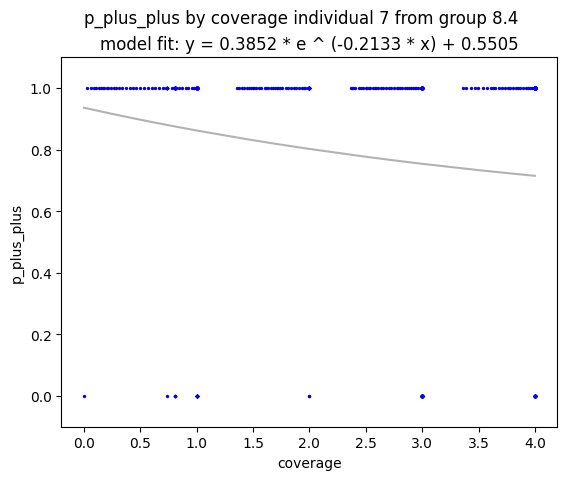 p_plus_plus by coverage individual 7 from group 8.4
model fit: y = 0.3852 * e ^ (-0.2133 * x) + 0.5505
1.0
0.8
0.6
0.4
0.2
0.0
p_plus_plus
0.0 0.5 1.0 1.5 2.0 2.5 3.0 3.5 4.0
coverage